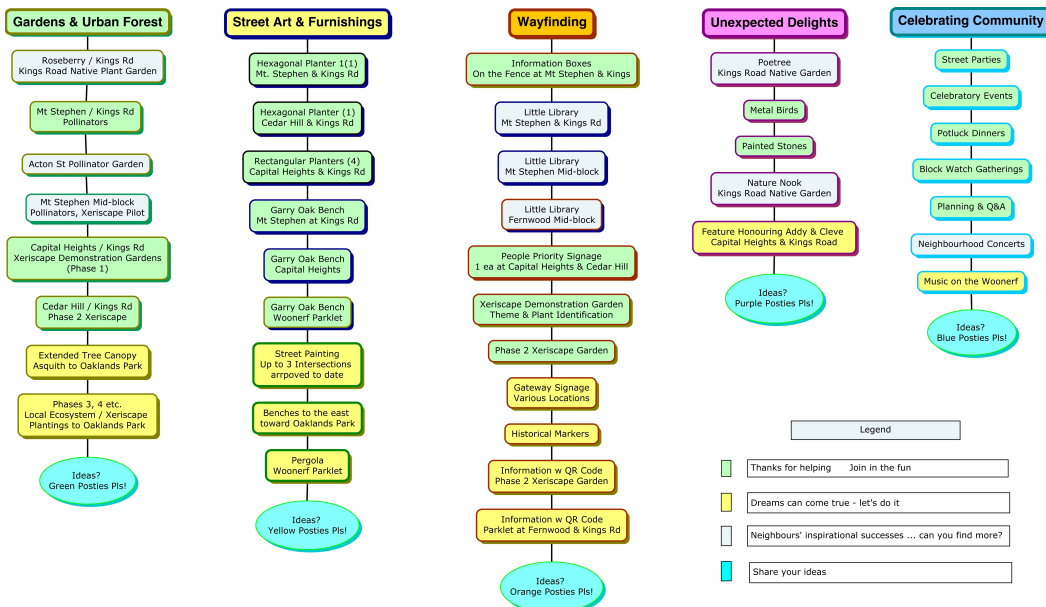 Gardens & Urban Forest
Roseberry / Kings Rd
Kings Road Native Plant Garden
Mt Stephen / Kings Rd
Pollinators
Acton St Pollinator Garden
Mt Stephen Mid-block
Pollinators, Xeriscape Pilot
Capital Heights / Kings Rd
Xeriscape Demonstration Gardens
(Phase 1)
Cedar Hill / Kings Rd
Phase 2 Xeriscape
Extended Tree Canopy
Asquith to Oaklands Park
Phases 3, 4 etc.
Local Ecosystem / Xeriscape
Plantings to Oaklands Park
Ideas?
Green Posties Pls!
Street Art & Furnishings
Hexagonal Planter 1(1)
Mt. Stephen & Kings Rd
Hexagonal Planter (1)
Cedar Hill & Kings Rd
Rectangular Planters (4)
Capital Heights & Kings Rd
Garry Oak Bench
Mt Stephen at Kings Rd
Garry Oak Bench
Capital Heights
Garry Oak Bench
Woonerf Parklet
Street Painting
Up to 3 Intersections
arrpoved to date
Benches to the east
toward Oaklands Park
Pergola
Woonerf Parklet
Ideas?
Yellow Posties Pls!
Wayfinding
Information Boxes
On the Fence at Mt Stephen & Kings
Little Library
Mt Stephen & Kings Rd
Little Library
Mt Stephen Mid-block
Little Library
Fernwood Mid-block
People Priority Signage
1 ea at Capital Heights & Cedar Hill
Xeriscape Demonstration Garden
Theme & Plant Identification
Phase 2 Xeriscape Garden
Gateway Signage
Various Locations
Historical Markers
Information w QR Code
Phase 2 Xeriscape Garden
Information w QR Code
Parklet at Fernwood & Kings Rd
Ideas?
Orange Posties Pls!
Unexpected Delights
Poetree
Kings Road Native Garden
Metal Birds
Painted Stones
Nature Nook
Kings Road Native Garden
Feature Honouring Addy & Cleve
Capital Heights & Kings Road
Ideas?
Purple Posties Pls!
Celebrating Community
Street Parties
Celebratory Events
Potluck Dinners
Block Watch Gatherings
Planning & Q&A
Neighbourhood Concerts
Music on the Woonerf
Ideas?
Blue Posties Pls!
Legend
Thanks for helping Join in the fun
Dreams can come true - let's do it
Neighbours' inspirational successes ... can you find more?
Share your ideas